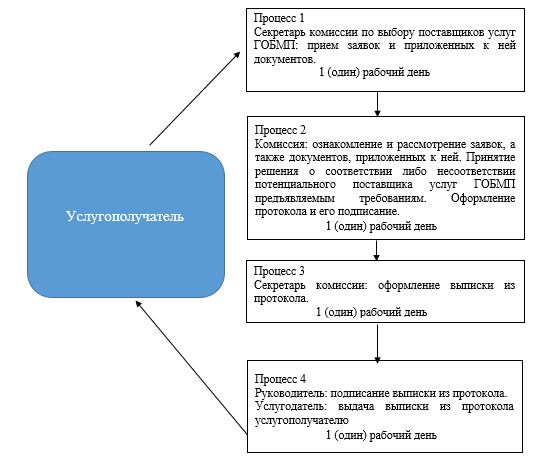 Процесс 1
Секретарь комиссии по выбору поставщиков услуг
ГОБМП: прием заявок и приложенных к ней
документов.
1 (один) рабочий день
Процесс 2
Комиссия: ознакомление и рассмотрение заявок, а
также документов, приложенных к ней. Принятие
решения о соответствии либо несоответствии
потенциального поставщика услуг ГОБМП
предъявляемым требованиям. Оформление
протокола и его подписание.
1 (один) рабочий день
Услугополучатель
Процесс 3
Секретарь комиссии: оформление выписки из
протокола.
1 (один) рабочий день
Процесс 4
Руководитель: подписание выписки из протокола.
Услугодатель: выдача выписки из протокола
услугополучателю
1 (один) рабочий день